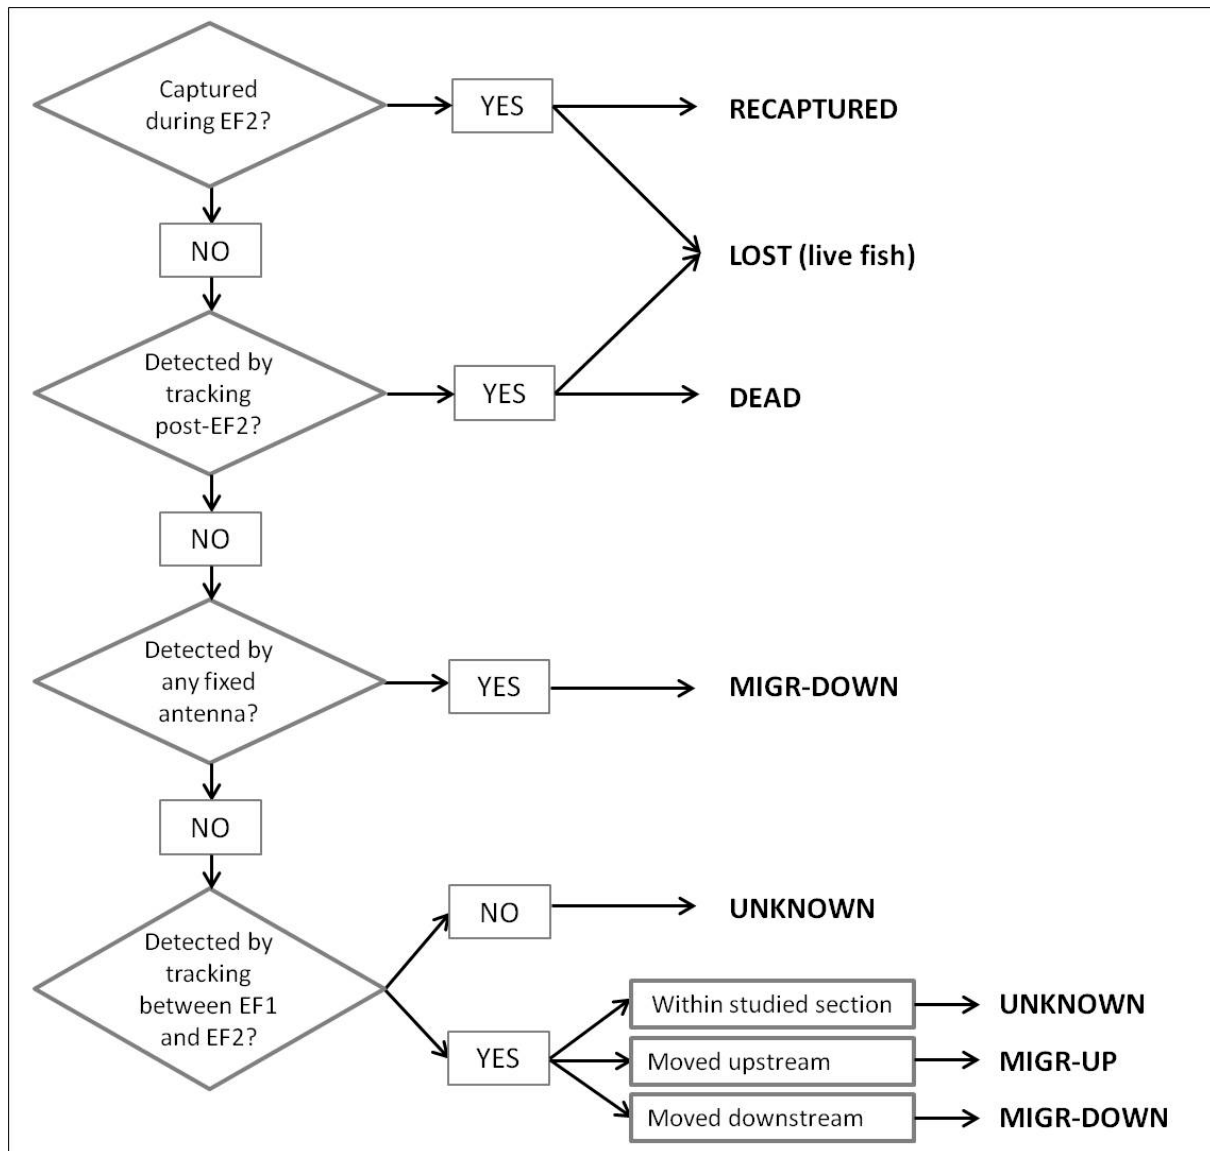 Captured
during EF2?
YES
RECAPTURED
NO
LOST (live fish)
Detected by
tracking
post-EF2?
YES
DEAD
NO
Detected by
any fixed
antenna?
YES
MIGR-DOWN
NO
Detected by
tracking
between EF1
and EF2?
NO
UNKNOWN
YES
Within studied section
UNKNOWN
Moved upstream
MIGR-UP
Moved downstream
MIGR-DOWN